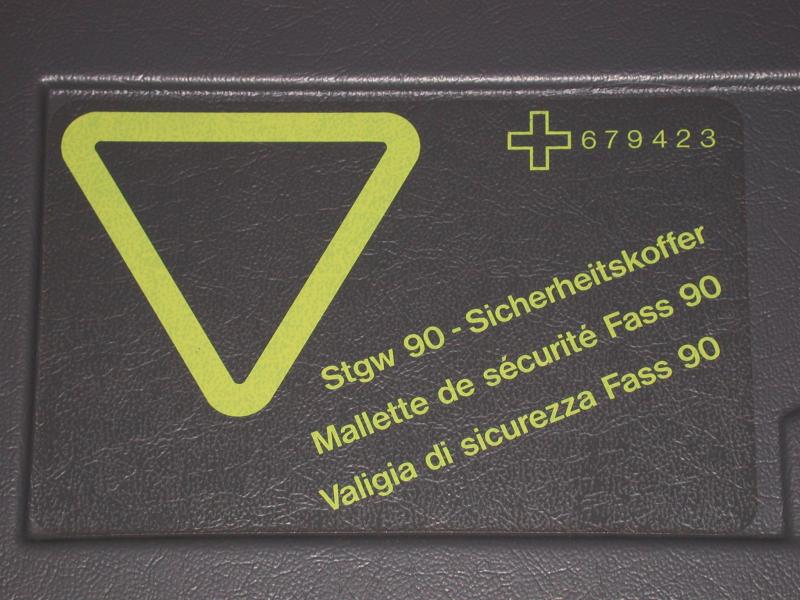 679423
Stgw 90 - Sicherheitskoffer
Mallette de sécurité Fass 90
Valigia di sicurezza Fass 90